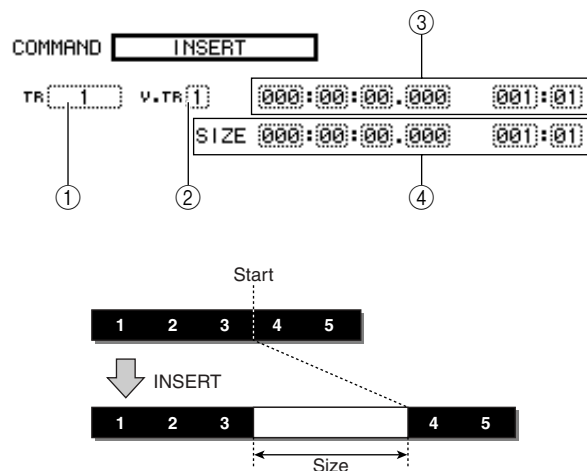 ③
COMMAND INSERT
TR 1 V.TR 1 000:00:00.000 001:01
SIZE 000:00:00.000 001:01
① ② ④
Start
1 2 3 4 5
INSERT
1 2 3 4 5
Size